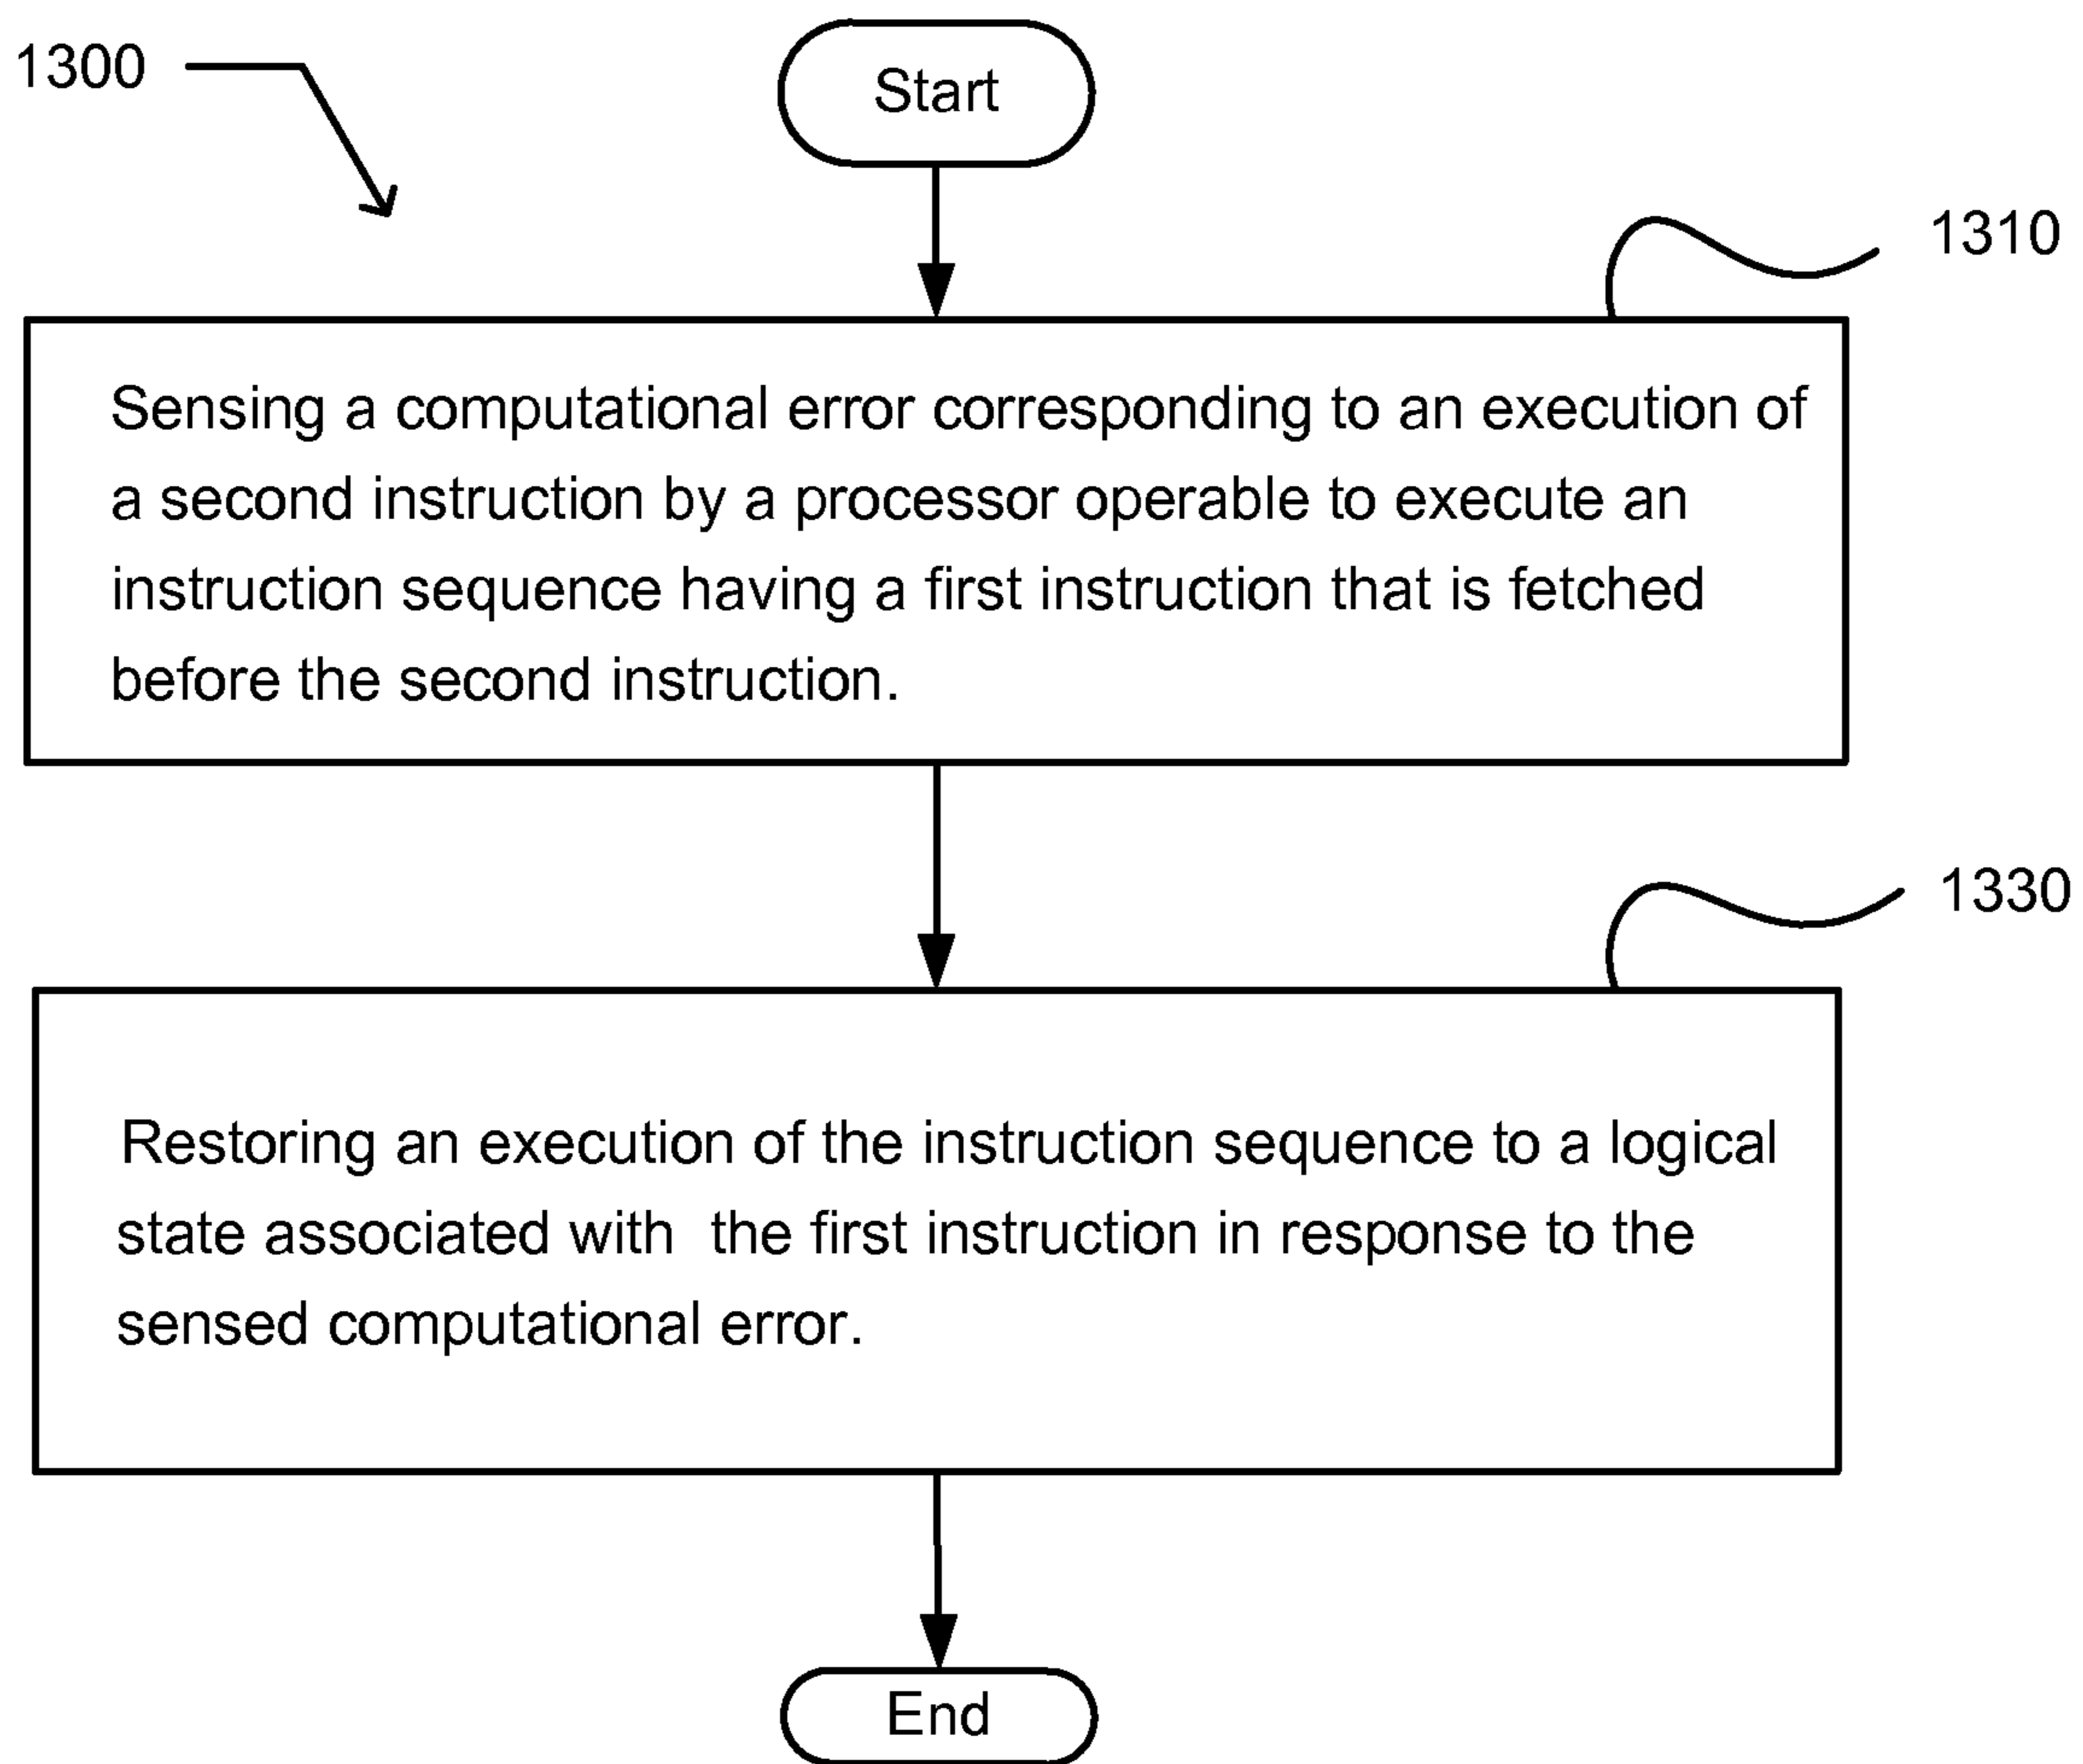 1300
Start
1310
Sensing a computational error corresponding to an execution of
a second instruction by a processor operable to execute an
instruction sequence having a first instruction that is fetched
before the second instruction.
1330
Restoring an execution of the instruction sequence to a logical
state associated with  the first instruction in response to the
sensed computational error.
End